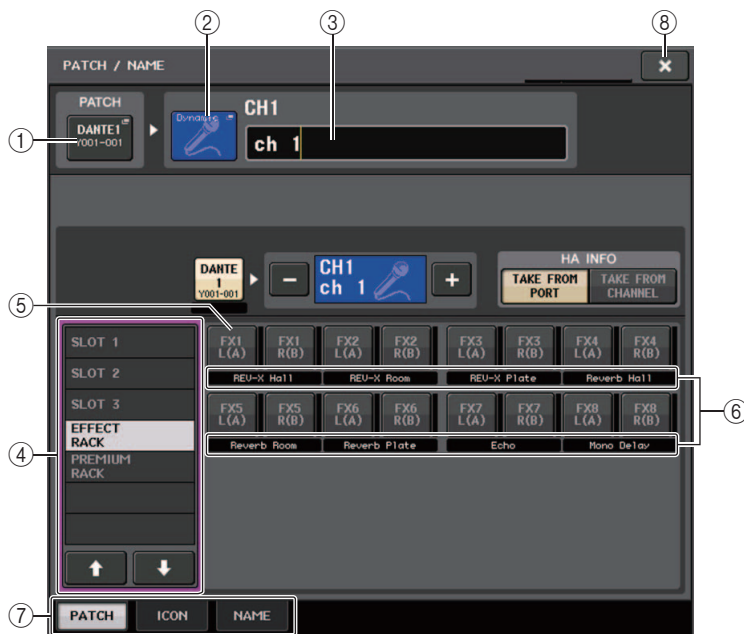 ② ③ ⑧
PATCH / NAME
PATCH
CH1
①
DANTE1
Y001-001
Dynamic
ch 1
HA INFO
DANTE
1
Y001-001
CH1
ch 1
TAKE FROM
PORT
TAKE FROM
CHANNEL
⑤
SLOT 1
SLOT 2
SLOT 3
EFFECT
RACK
PREMIUM
RACK
FX1
L(A)
FX1
R(B)
FX2
L(A)
FX2
R(B)
FX3
L(A)
FX3
R(B)
FX4
L(A)
FX4
R(B)
REV-X Hall REV-X Room REV-X Plate Reverb Hall
FX5
L(A)
FX5
R(B)
FX6
L(A)
FX6
R(B)
FX7
L(A)
FX7
R(B)
FX8
L(A)
FX8
R(B)
Reverb Room Reverb Plate Echo Mono Delay
⑥
④
⑦
PATCH ICON NAME